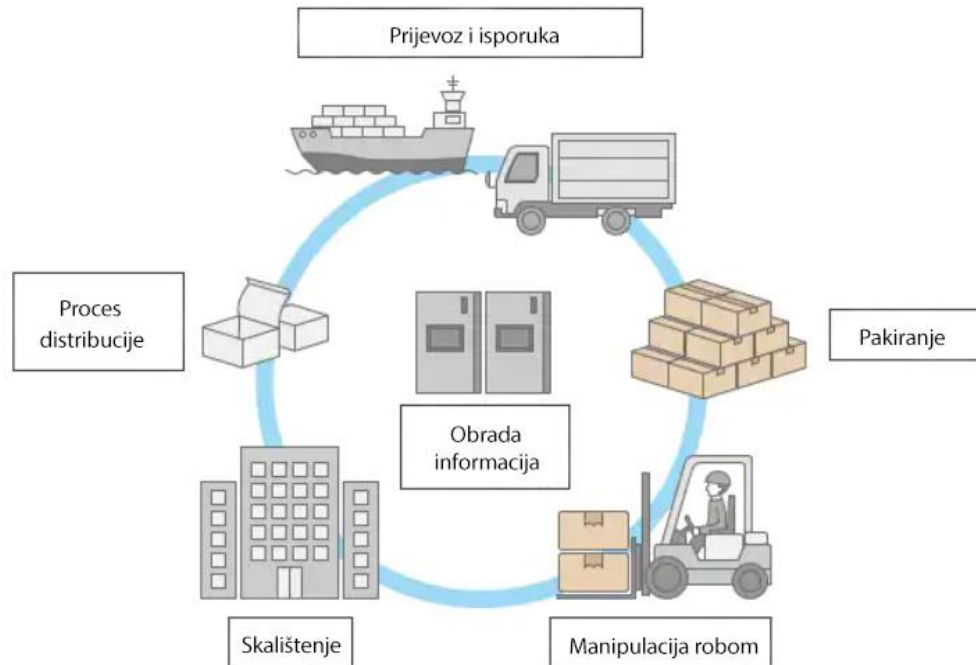 Prijevoz i isporuka
Proces
distribucije
Pakiranje
Obrada
informacija
Skalištenje
Manipulacija robom